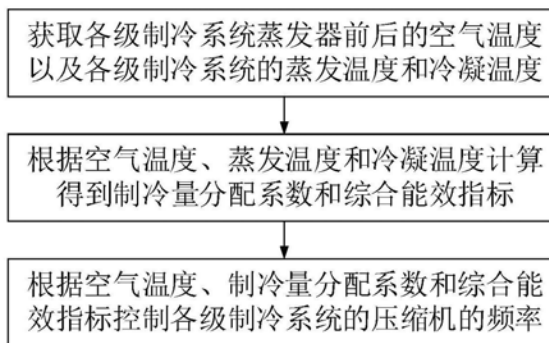 获取各级制冷系统蒸发器前后的空气温度
以及各级制冷系统的蒸发温度和冷凝温度
根据空气温度、蒸发温度和冷凝温度计算
得到制冷量分配系数和综合能效指标
根据空气温度、制冷量分配系数和综合能
效指标控制各级制冷系统的压缩机的频率